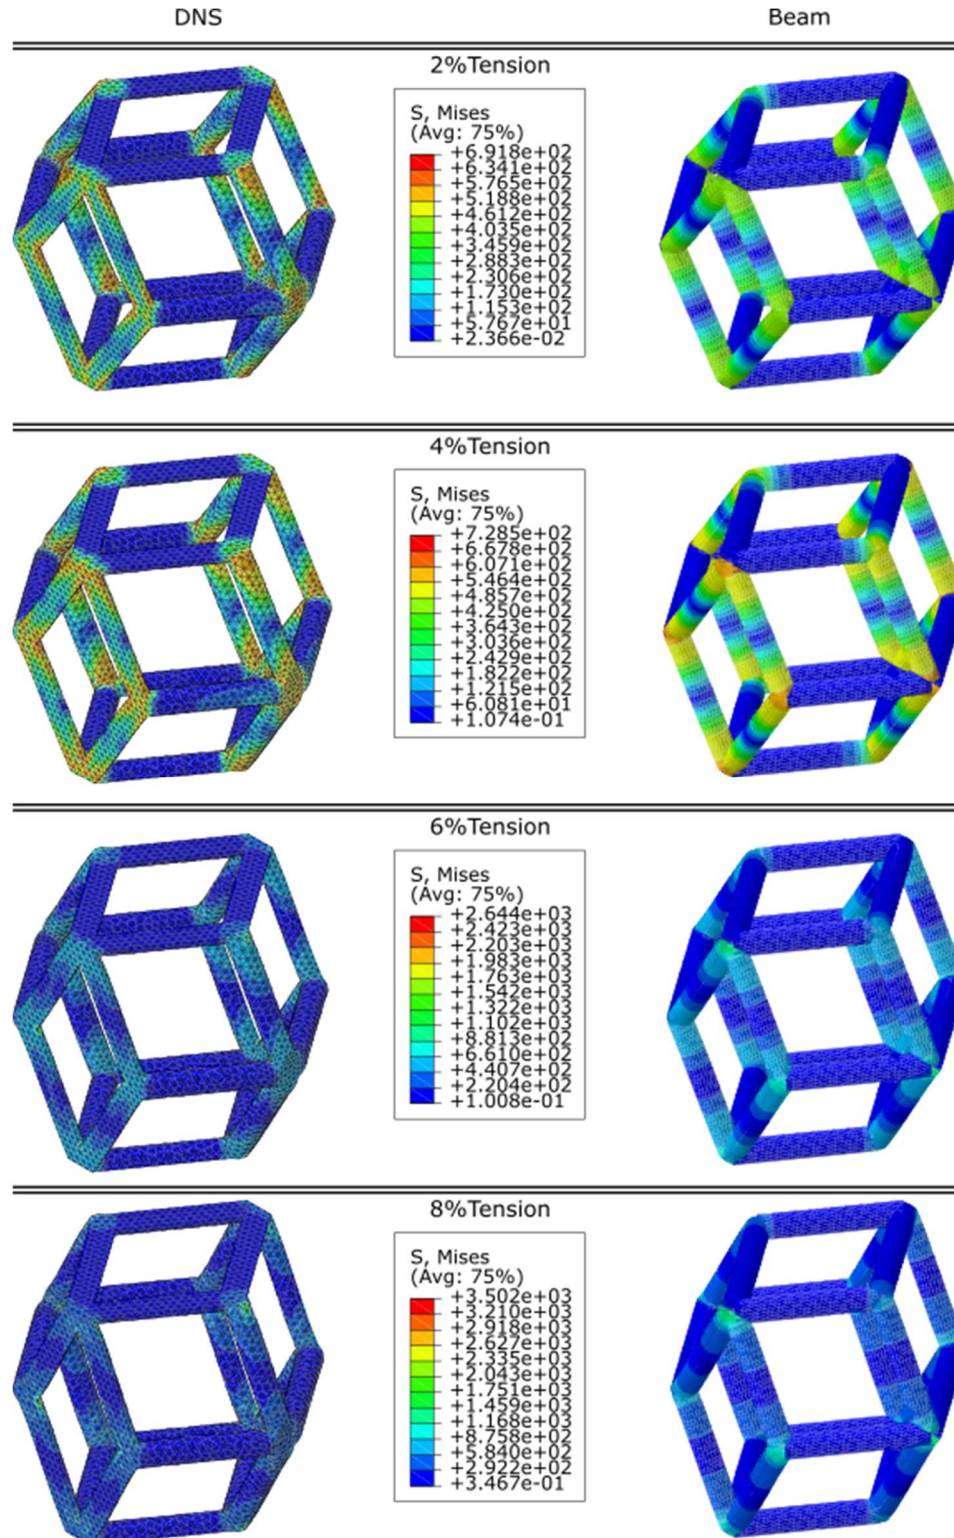 DNS
Beam
2%Tension
S, Mises
(Avg: 75%)
+6.918e+02
+6.341e+02
+5.765e+02
+5.188e+02
+4.612e+02
+4.035e+02
+3.459e+02
+2.883e+02
+2.306e+02
+1.730e+02
+1.153e+02
+5.767e+01
+2.366e-02
4%Tension
S, Mises
(Avg: 75%)
+7.285e+02
+6.678e+02
+6.071e+02
+5.464e+02
+4.857e+02
+4.250e+02
+3.643e+02
+3.036e+02
+2.429e+02
+1.822e+02
+1.215e+02
+6.081e+01
+1.074e-01
6%Tension
S, Mises
(Avg: 75%)
+2.644e+03
+2.423e+03
+2.203e+03
+1.983e+03
+1.763e+03
+1.542e+03
+1.322e+03
+1.102e+03
+8.813e+02
+6.610e+02
+4.407e+02
+2.204e+02
+1.008e-01
8%Tension
S, Mises
(Avg: 75%)
+3.502e+03
+3.210e+03
+2.918e+03
+2.627e+03
+2.335e+03
+2.043e+03
+1.751e+03
+1.459e+03
+1.168e+03
+8.758e+02
+5.840e+02
+2.922e+02
+3.467e-01